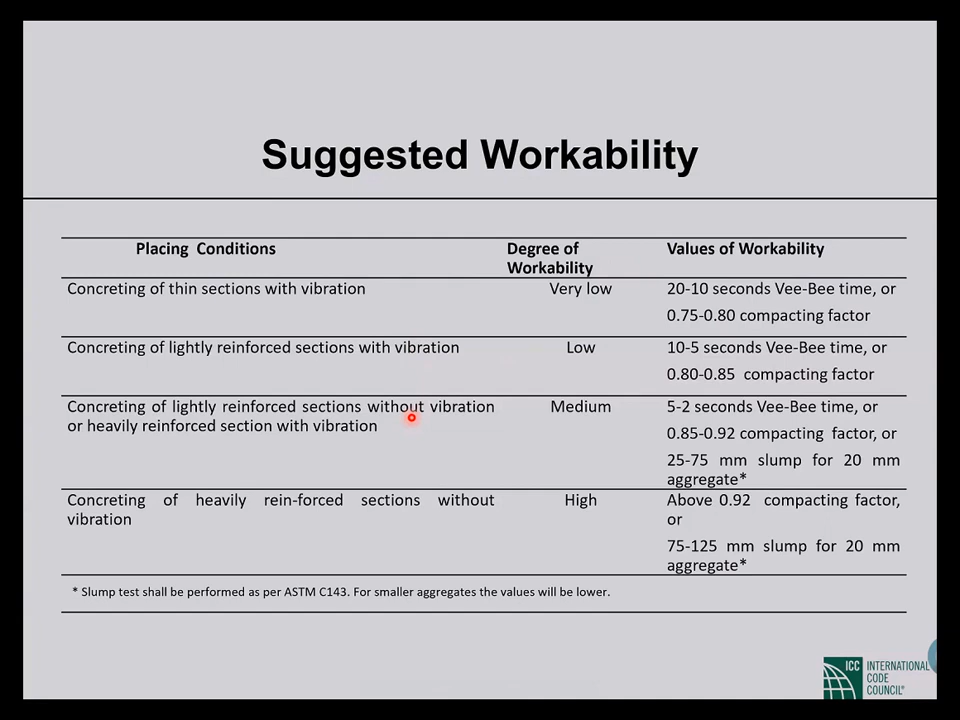 Suggested Workability
Placing Conditions Degree of Values of Workability
Workability
Concreting of thin sections with vibration Very low 20-10 seconds Vee-Bee time, or
0.75-0.80 compacting factor
Concreting of lightly reinforced sections with vibration Low 10-5 seconds Vee-Bee time, or
0.80-0.85 compacting factor
Concreting of lightly reinforced sections without vibration Medium 5-2 seconds Vee-Bee time, or
or heavily reinforced section with vibration
0.85-0.92 compacting factor, or
25-75 mm slump for 20 mm
aggregate*
Concreting of heavily rein-forced sections without High Above 0.92 compacting factor,
vibration or
75-125 mm slump for 20 mm
aggregate*
* Slump test shall be performed as per ASTM C143. For smaller aggregates the values will be lower.
ICC INTERNATIONAL
CODE
COUNCIL®